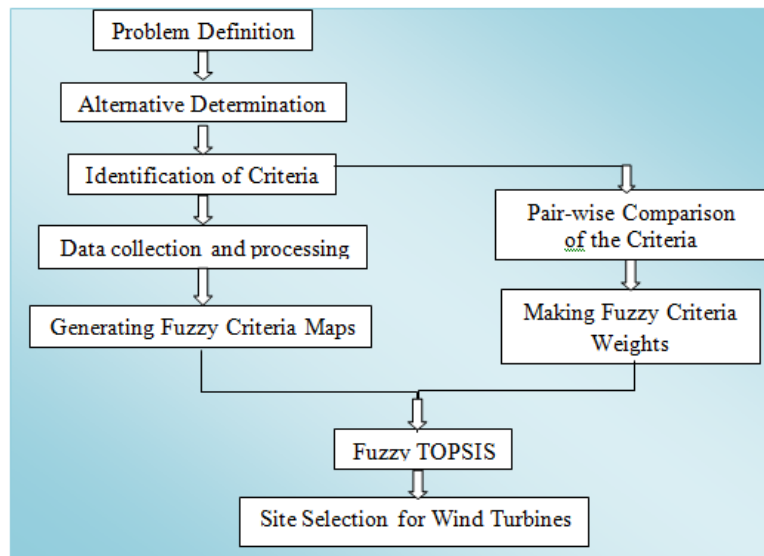 Problem Definition
Alternative Determination
Identification of Criteria
Pair-wise Comparison
of the Criteria
Data collection and processing
Generating Fuzzy Criteria Maps
Making Fuzzy Criteria
Weights
Fuzzy TOPSIS
Site Selection for Wind Turbines